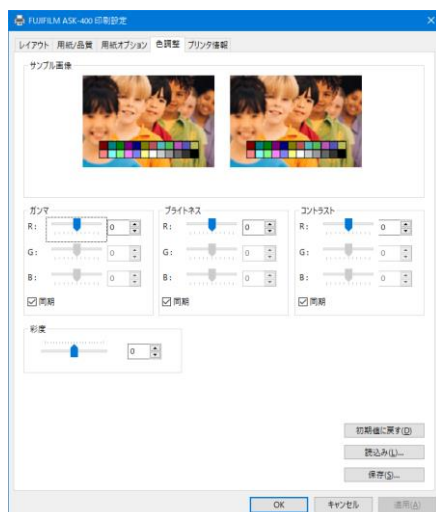 FUJIFILM ASK-400 印刷設定
レイアウト 用紙/品質 用紙オプション 色調整 プリンタ情報
サンプル画像
ガンマ ブライトネス コントラスト
R: 0 R: 0 R: 0
G: 0 G: 0 G: 0
B: 0 B: 0 B: 0
同期 同期 同期
彩度
0
初期値に戻す(D)
読込み(L)...
保存(S)...
OK キャンセル 適用(A)